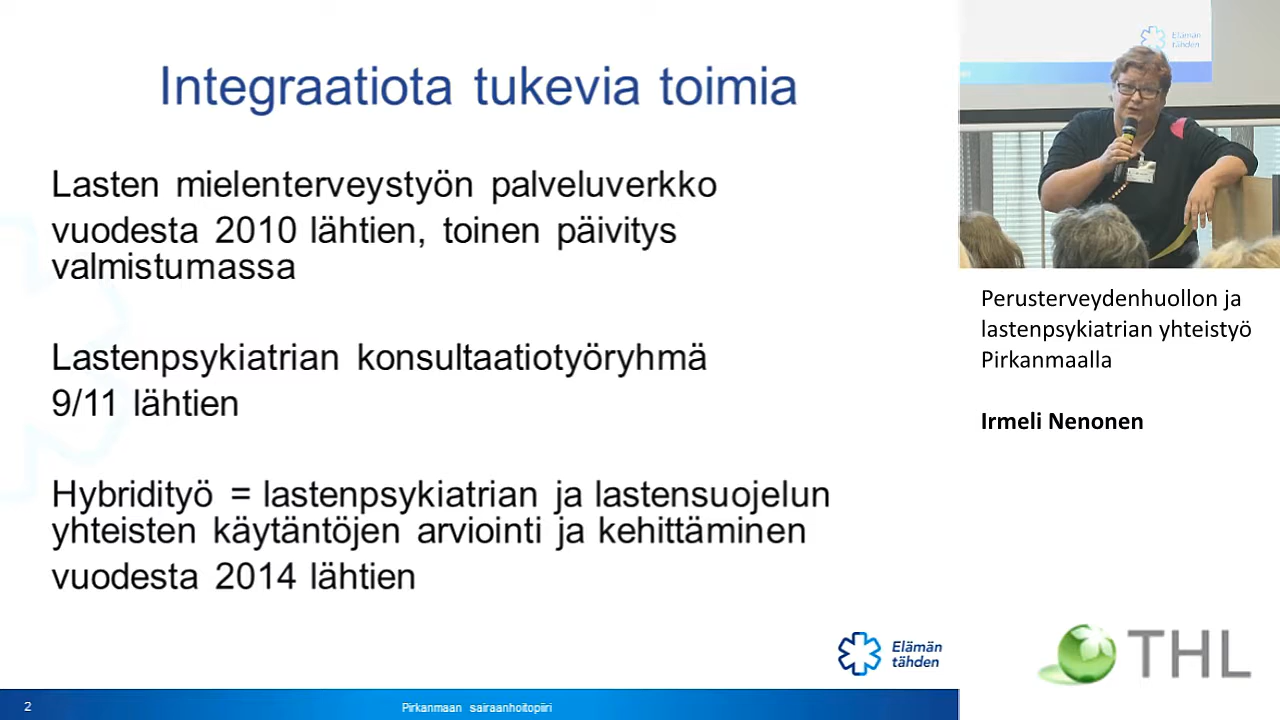 Integraatiota tukevia toimia
Lasten mielenterveystyön palveluverkko
vuodesta 2010 lähtien, toinen päivitys
valmistumassa
Lastenpsykiatrian konsultaatiotyöryhmä
9/11 lähtien
Hybridityö = lastenpsykiatrian ja lastensuojelun
yhteisten käytäntöjen arviointi ja kehittäminen
vuodesta 2014 lähtien
Elämän
tähden
2
Pirkanmaan sairaanhoitopiiri
Elämän
tähden
Perusterveydenhuollon ja
lastenpsykiatrian yhteistyö
Pirkanmaalla
Irmeli Nenonen
THL